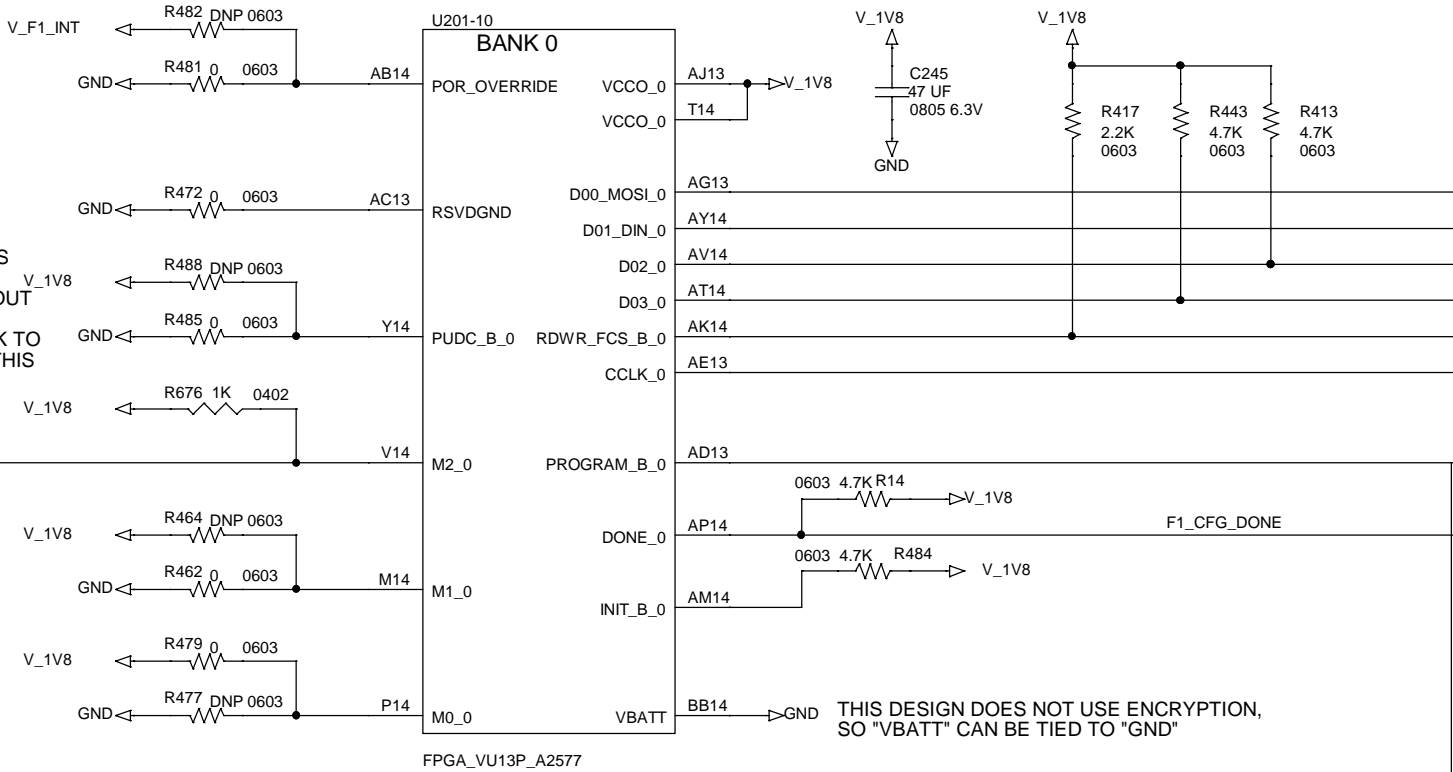 R482 DNP 0603
V_F1_INT
R481 0 0603
GND
AB14
R472 0 0603
GND
AC13
S
R488 DNP 0603
V_1V8
OUT
R485 0 0603
GND
Y14
K TO
THIS
R676 1K 0402
V_1V8
V14
R464 DNP 0603
V_1V8
R462 0 0603
GND
M14
R479 0 0603
V_1V8
R477 DNP 0603
GND
P14
U201-10
BANK 0
POR_OVERRIDE
RSVDGND
PUDC_B_0
M2_0
M1_0
M0_0
VCCO_0
VCCO_0
D00_MOSI_0
D01_DIN_0
D02_0
D03_0
RDWR_FCS_B_0
CCLK_0
PROGRAM_B_0
DONE_0
INIT_B_0
VBATT
FPGA_VU13P_A2577
AJ13
V_1V8
T14
AG13
AY14
AV14
AT14
AK14
AE13
AD13
AP14
AM14
BB14
V_1V8
C245
47 UF
0805 6.3V
GND
V_1V8
R417
2.2K
0603
R443
4.7K
0603
R413
4.7K
0603
0603 4.7K R14
V_1V8
F1_CFG_DONE
0603 4.7K R484
V_1V8
GND
THIS DESIGN DOES NOT USE ENCRYPTION,
SO "VBATT" CAN BE TIED TO "GND"